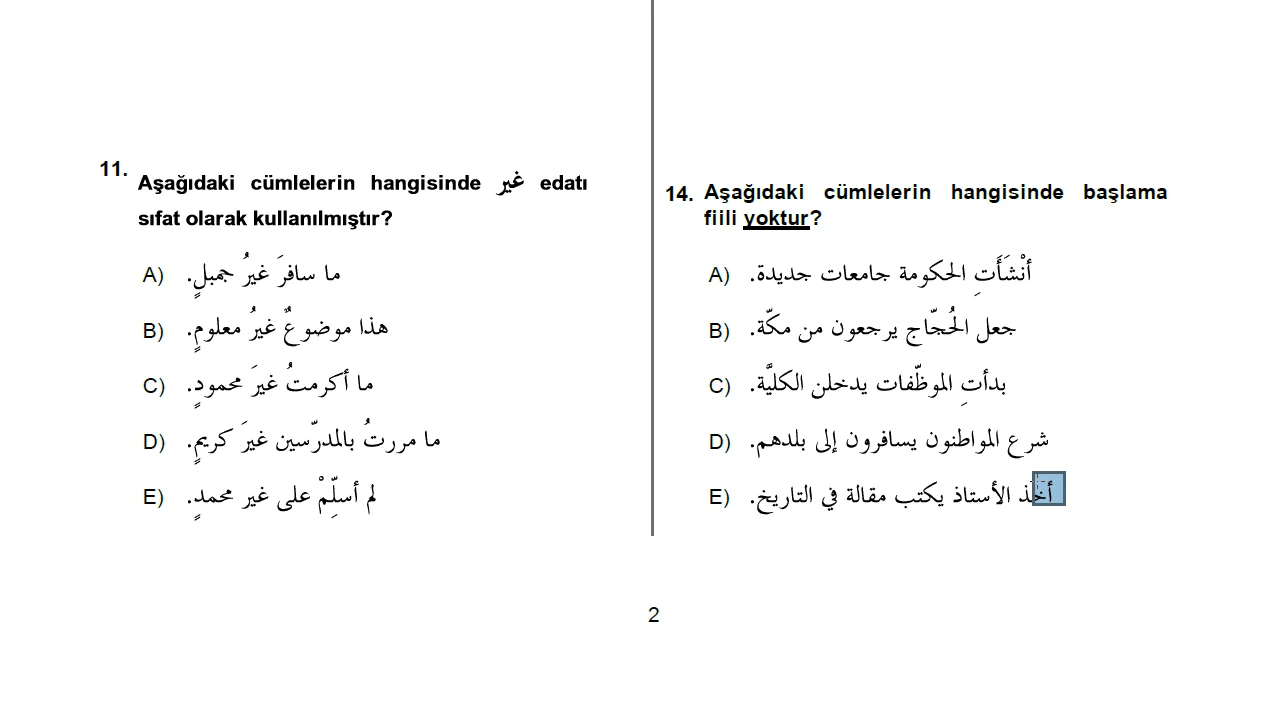 11. Aşağıdaki cümlelerin hangisinde غير edatı
sıfat olarak kullanılmıştır?
A) ما سافرَ غيرُ جمبلٍ.
B) هذا موضوعٌ غيرُ معلومٍ.
C) ما أكرمتُ غيرَ محمودٍ.
D) ما مررتُ بالمدرّسين غيرَ كريمٍ.
E) لم أسلِّمْ على غير محمدٍ.
14. Aşağıdaki cümlelerin hangisinde başlama
fiili yoktur?
A) أنْشَأَتِ الحكومة جامعات جديدة.
B) جعل الحُجّاج يرجعون من مكّة.
C) بدأتِ الموظّفات يدخلن الكليَّة.
D) شرع المواطنون يسافرون إلى بلدهم.
E) أخَذ الأستاذ يكتب مقالة في التاريخ.
2